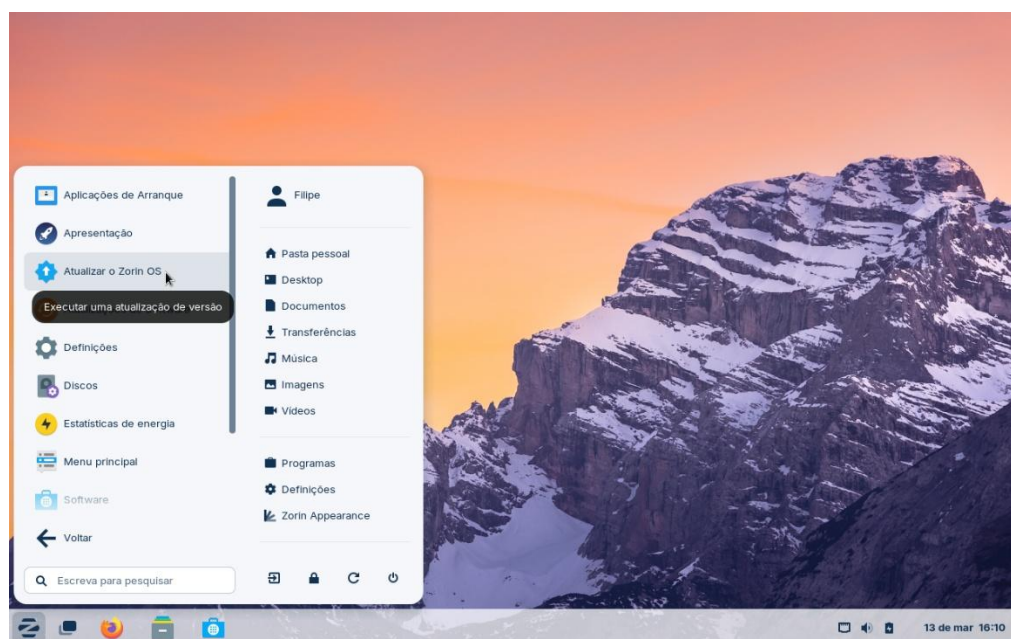 Aplicações de Arranque
Apresentação
Atualizar o Zorin OS
Executar uma atualização de versão
Definições
Discos
Estatísticas de energia
Menu principal
Software
Voltar
Escreva para pesquisar
Filipe
Pasta pessoal
Desktop
Documentos
Transferências
Música
Imagens
Vídeos
Programas
Definições
Zorin Appearance
13 de mar 16:10